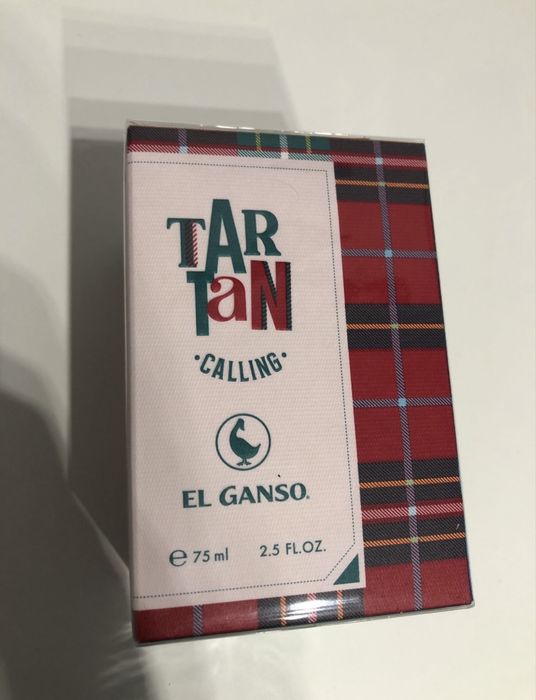 TAR
TaN
·CALLING·
EL GANSO.
e 75 ml 2.5 FL.OZ.